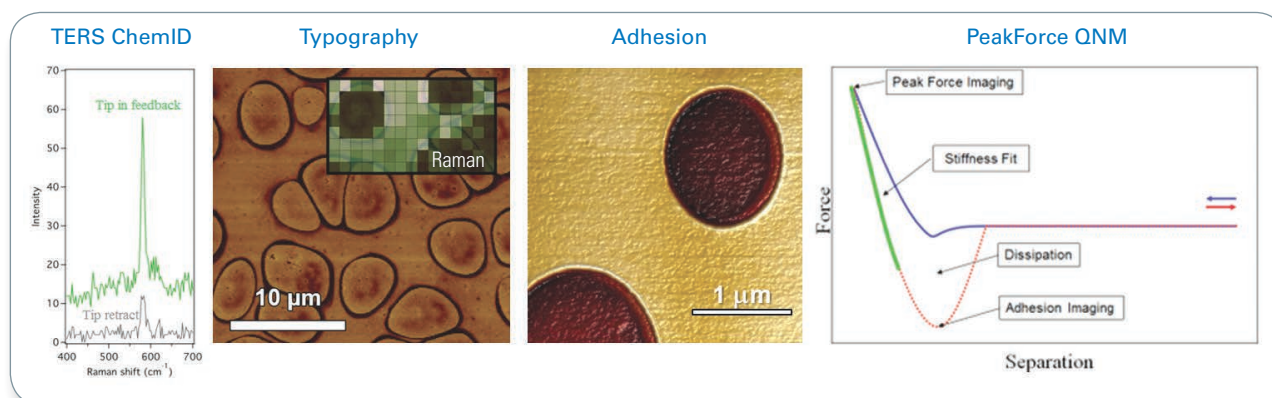 TERS ChemID
Typography
Adhesion
PeakForce QNM
70
60
50
40
30
20
10
0
Intensity
Tip in feedback
Tip retract
400
500
600
700
Raman shift (cm⁻¹)
Raman
10 µm
1 µm
Peak Force Imaging
Stiffness Fit
Dissipation
Adhesion Imaging
Force
Separation